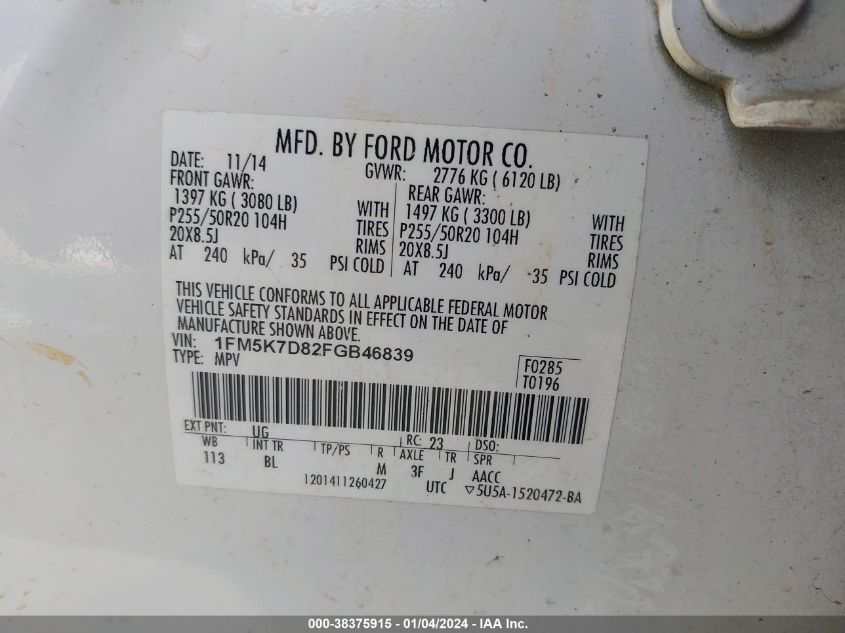 MFD. BY FORD MOTOR CO.
DATE: 11/14 GVWR: 2776 KG ( 6120 LB)
FRONT GAWR: REAR GAWR:
1397 KG ( 3080 LB) WITH 1497 KG ( 3300 LB) WITH
P255/50R20 104H TIRES P255/50R20 104H TIRES
20X8.5J RIMS 20X8.5J RIMS
AT 240 kPa/ 35 PSI COLD AT 240 kPa/ 35 PSI COLD
THIS VEHICLE CONFORMS TO ALL APPLICABLE FEDERAL MOTOR
VEHICLE SAFETY STANDARDS IN EFFECT ON THE DATE OF
MANUFACTURE SHOWN ABOVE.
VIN: 1FM5K7D82FGB46839
TYPE: MPV
F0285
T0196
EXT PNT: UG RC: 23 DSO:
WB INT TR TP/PS R AXLE TR SPR
113 BL M 3F J AACC
1201411260427 UTC ▽5U5A-1520472-BA
000-38375915 - 01/04/2024 - IAA Inc.